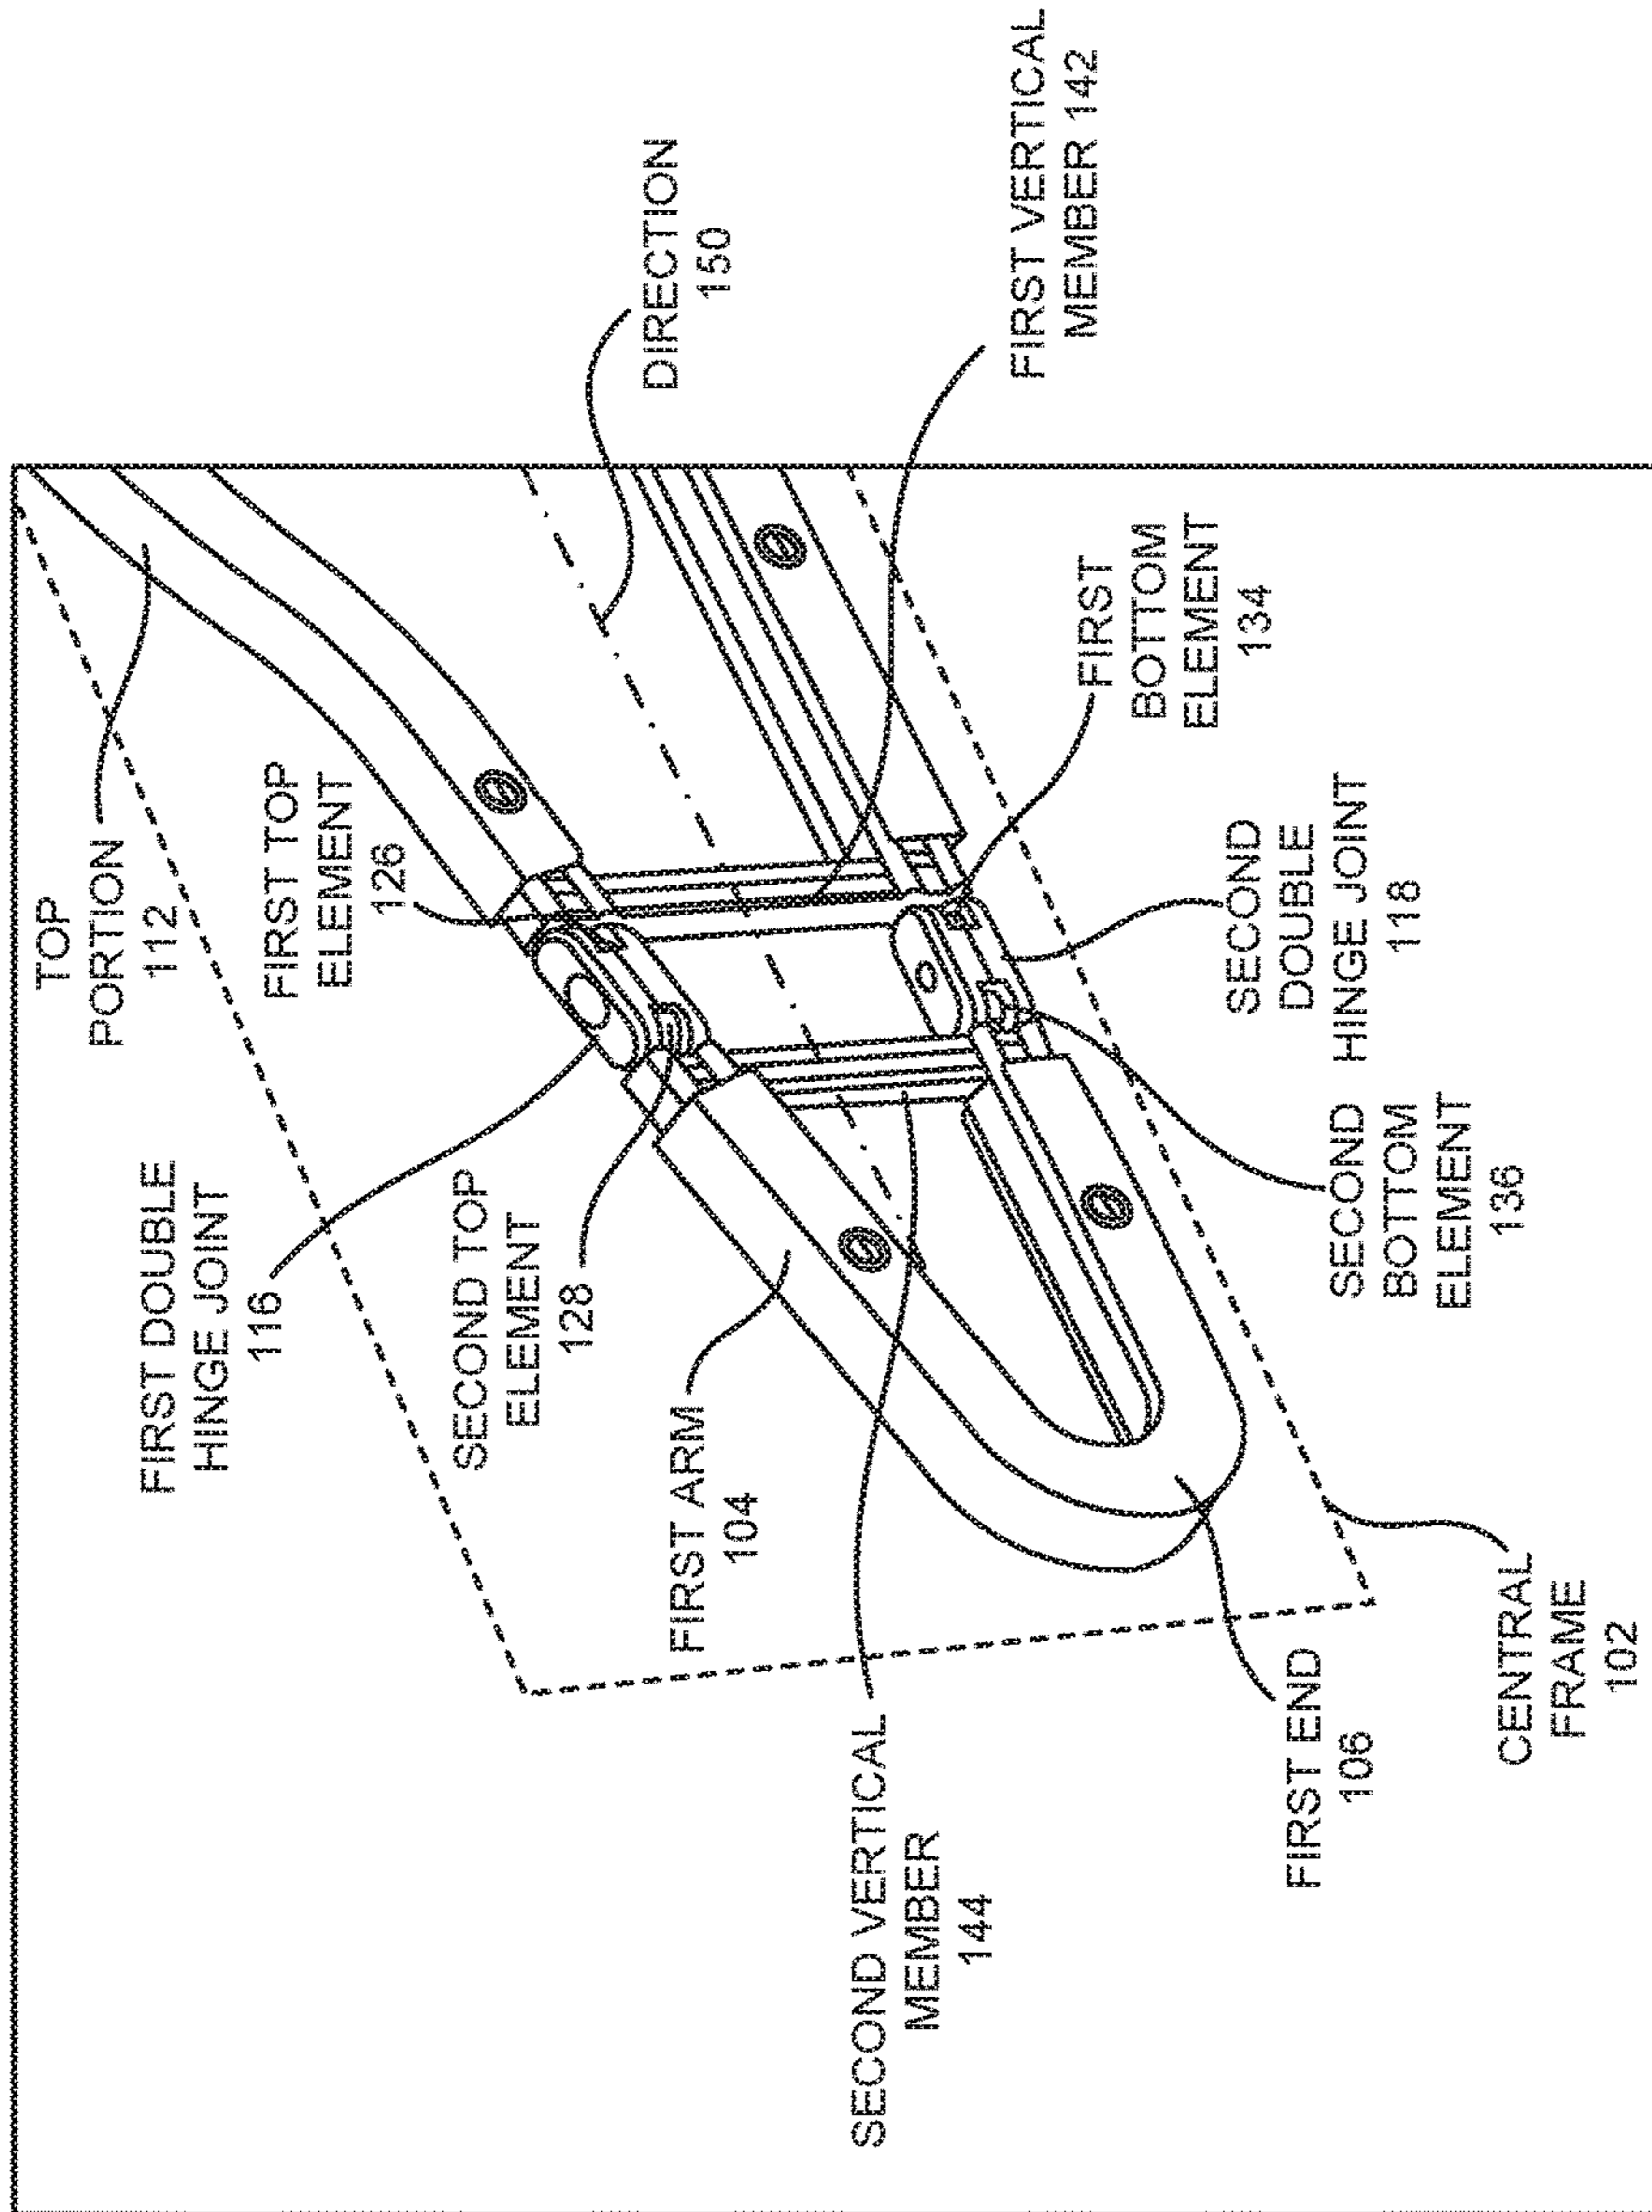 TOP
PORTION
112
FIRST DOUBLE
HINGE JOINT
116
FIRST TOP
ELEMENT
126
SECOND TOP
ELEMENT
128
DIRECTION
150
FIRST ARM
104
SECOND VERTICAL
MEMBER
144
FIRST VERTICAL
MEMBER 142
FIRST
BOTTOM
ELEMENT
134
SECOND
DOUBLE
HINGE JOINT
118
SECOND
BOTTOM
ELEMENT
136
FIRST END
106
CENTRAL
FRAME
102